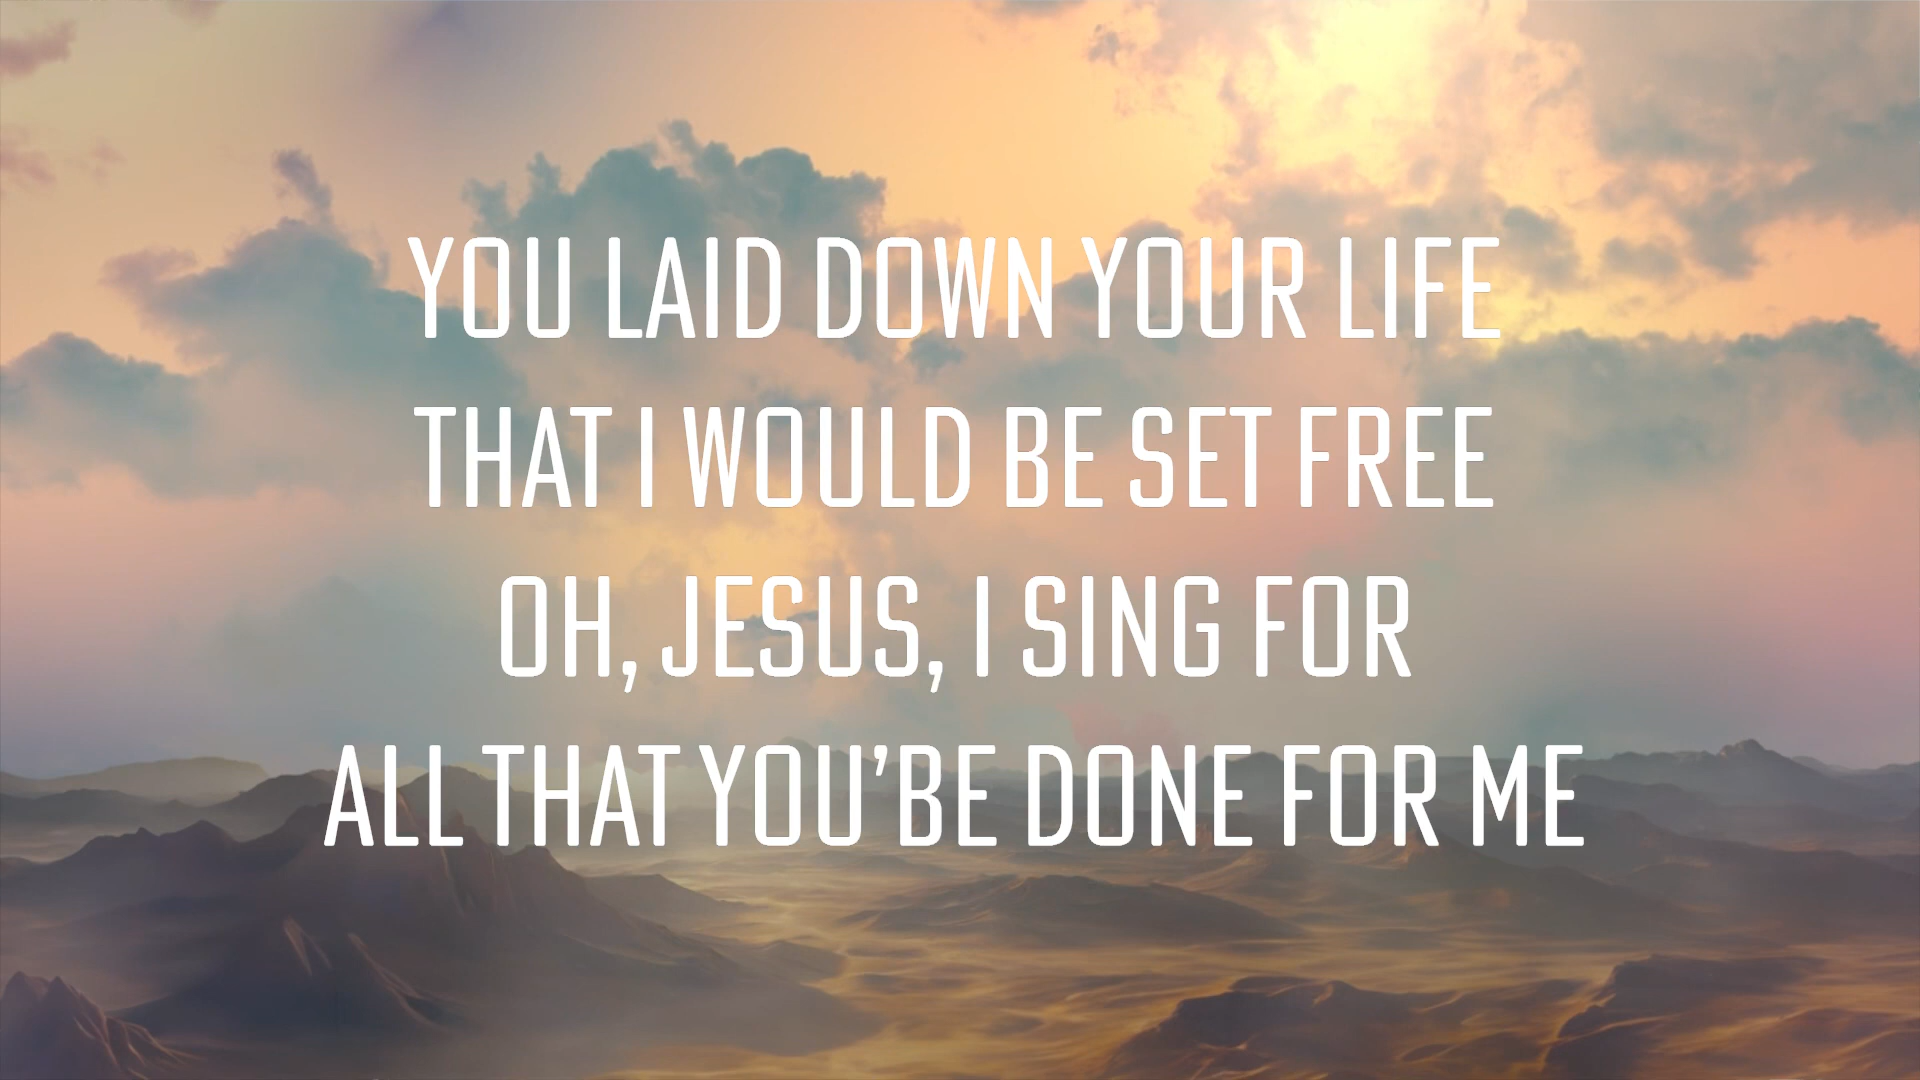 YOU LAID DOWN YOUR LIFE
THAT I WOULD BE SET FREE
OH, JESUS, I SING FOR
ALL THAT YOU'BE DONE FOR ME